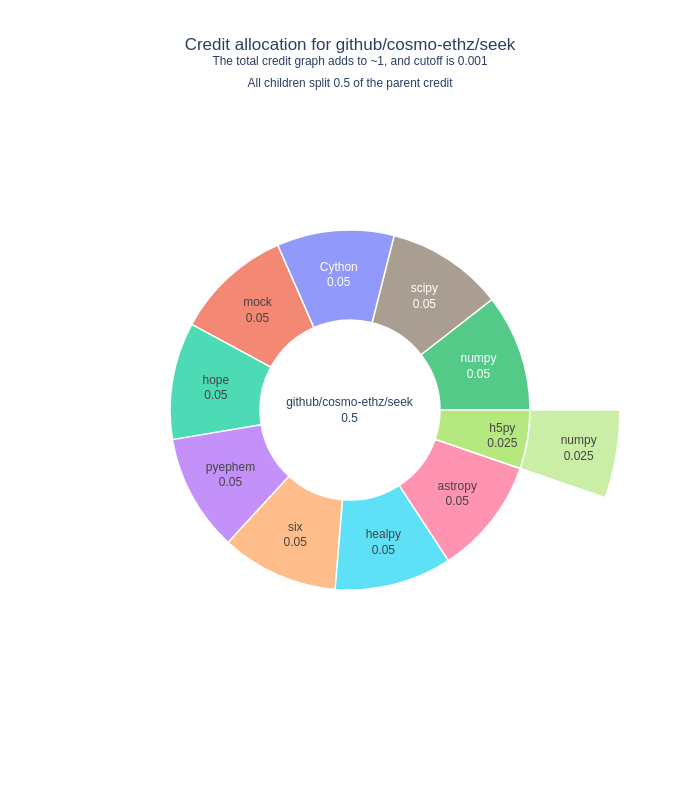 Credit allocation for github/cosmo-ethz/seek
The total credit graph adds to ~1, and cutoff is 0.001
All children split 0.5 of the parent credit
Cython
0.05
scipy
0.05
mock
0.05
numpy
0.05
hope
0.05
github/cosmo-ethz/seek
0.5
h5py
0.025
numpy
0.025
pyephem
0.05
astropy
0.05
six
0.05
healpy
0.05